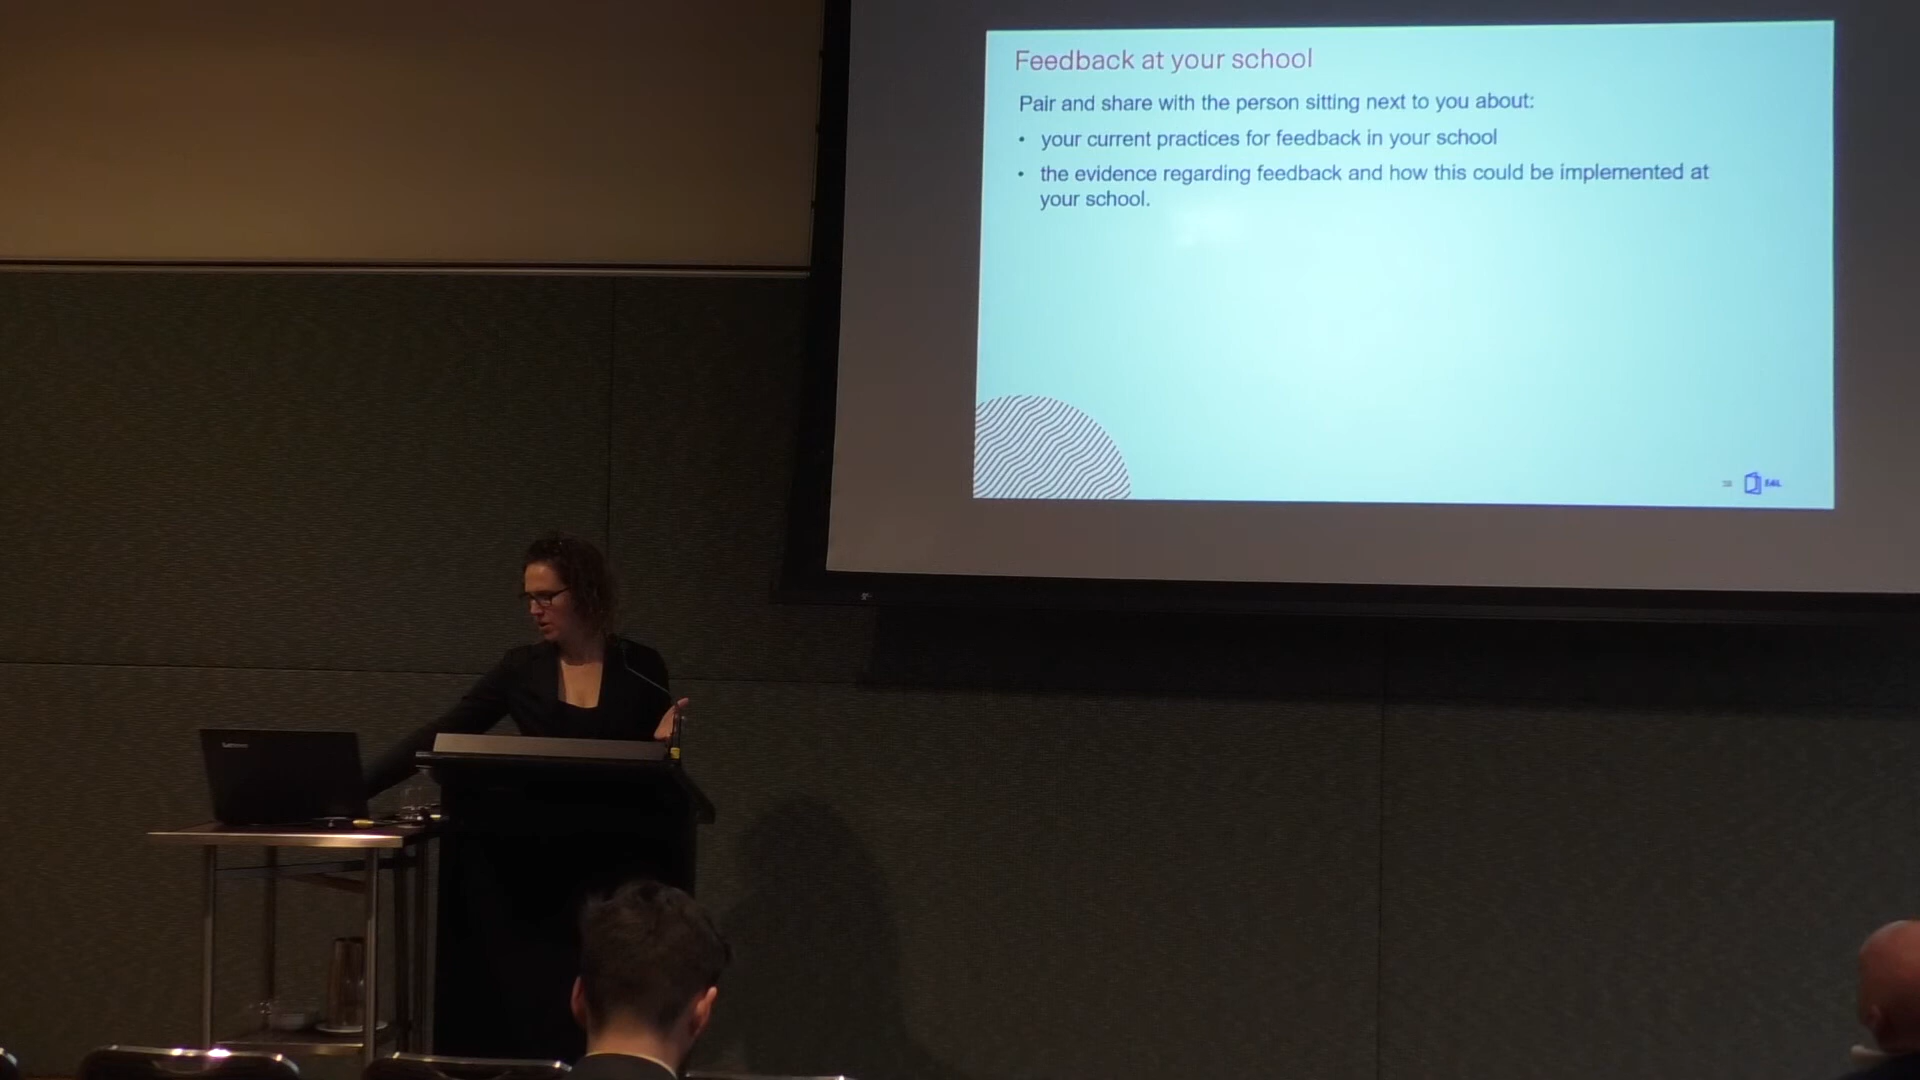 Feedback at your school
Pair and share with the person sitting next to you about:
• your current practices for feedback in your school
• the evidence regarding feedback and how this could be implemented at
your school.
Lenovo